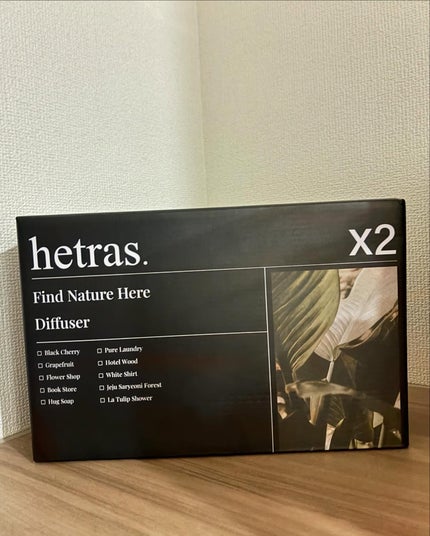 hetras.
X2
Find Nature Here
Diffuser
Black Cherry
Grapefruit
Flower Shop
Book Store
Hug Soap
Pure Laundry
Hotel Wood
White Shirt
Jeju Saryeoni Forest
La Tulip Shower